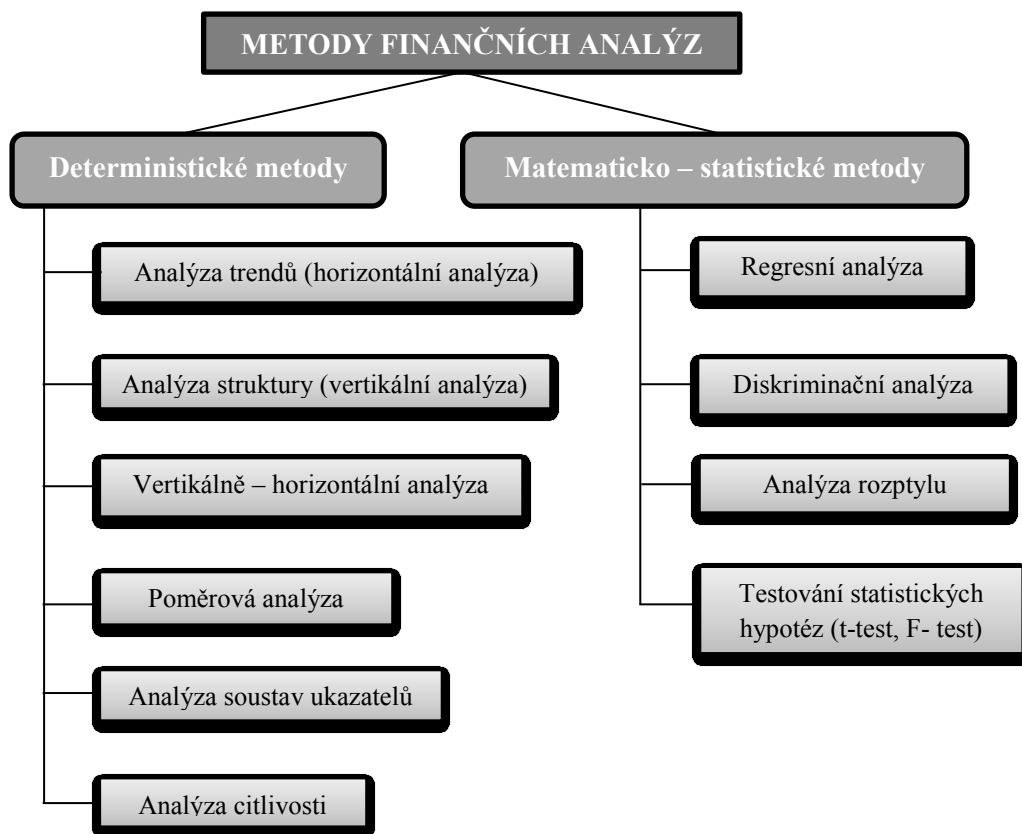 METODY FINANČNÍCH ANALÝZ
Deterministické metody
Analýza trendů (horizontální analýza)
Analýza struktury (vertikální analýza)
Vertikálně – horizontální analýza
Poměrová analýza
Analýza soustav ukazatelů
Analýza citlivosti
Matematicko – statistické metody
Regresní analýza
Diskriminační analýza
Analýza rozptylu
Testování statistických
hypotéz (t-test, F- test)